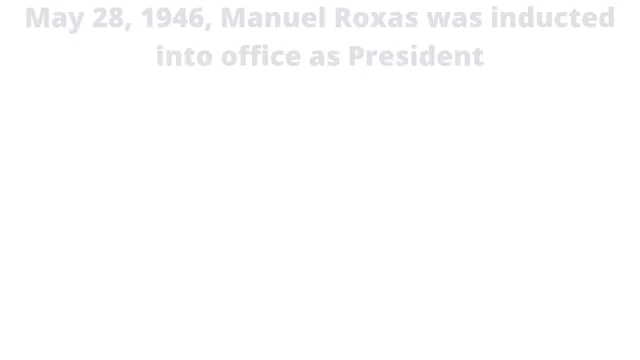 May 28, 1946, Manuel Roxas was inducted
into office as President